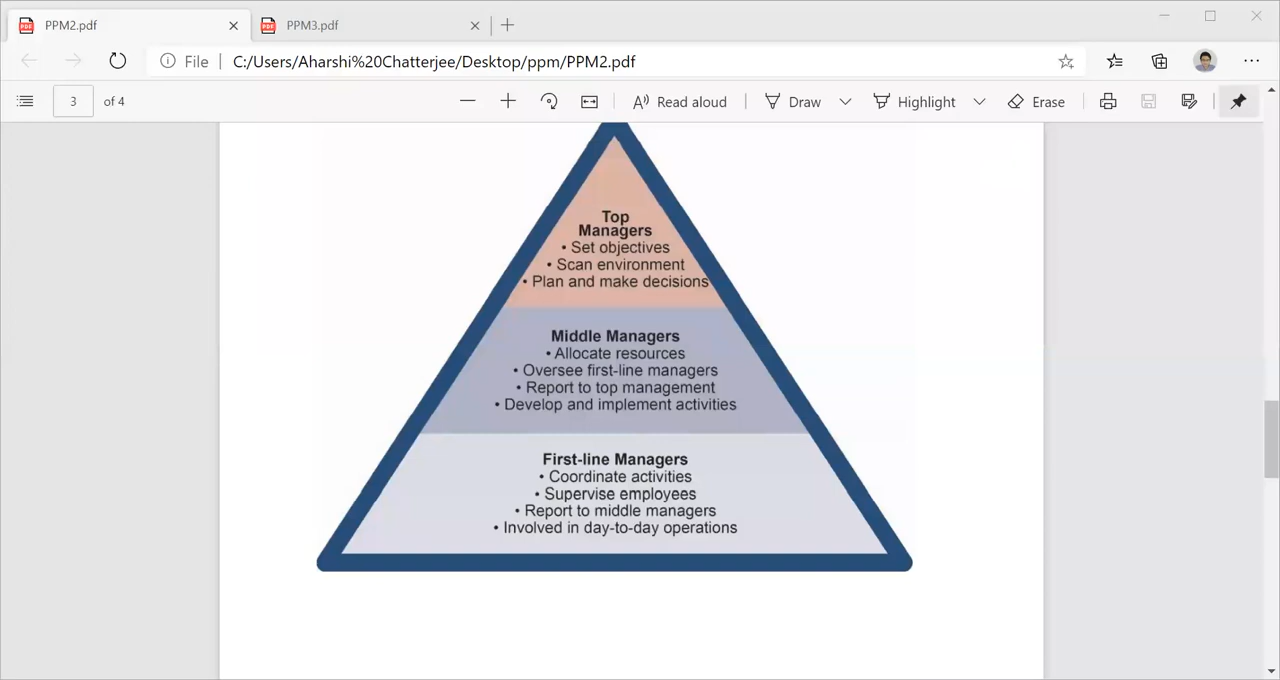 PPM2.pdf
PPM3.pdf
File
C:/Users/Aharshi%20Chatterjee/Desktop/ppm/PPM2.pdf
3 of 4
Read aloud
Draw
Highlight
Erase
Top
Managers
• Set objectives
• Scan environment
• Plan and make decisions
Middle Managers
• Allocate resources
• Oversee first-line managers
• Report to top management
• Develop and implement activities
First-line Managers
• Coordinate activities
• Supervise employees
• Report to middle managers
• Involved in day-to-day operations